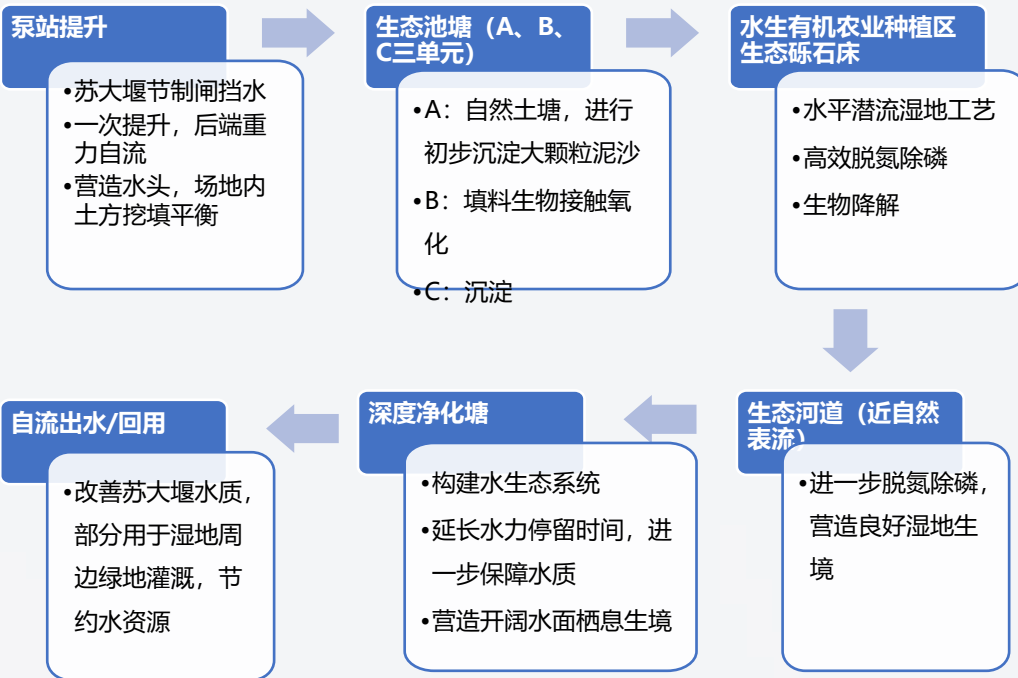 泵站提升
•苏大堰节制闸挡水
•一次提升，后端重
力自流
•营造水头，场地内
土方挖填平衡
生态池塘（A、B、
C三单元）
•A：自然土塘，进行
初步沉淀大颗粒泥沙
•B：填料生物接触氧
化
•C：沉淀
水生有机农业种植区
生态砾石床
•水平潜流湿地工艺
•高效脱氮除磷
•生物降解
生态河道（近自然
表流）
•进一步脱氮除磷，
营造良好湿地生
境
深度净化塘
•构建水生态系统
•延长水力停留时间，进
一步保障水质
•营造开阔水面栖息生境
自流出水/回用
•改善苏大堰水质，
部分用于湿地周
边绿地灌溉，节
约水资源